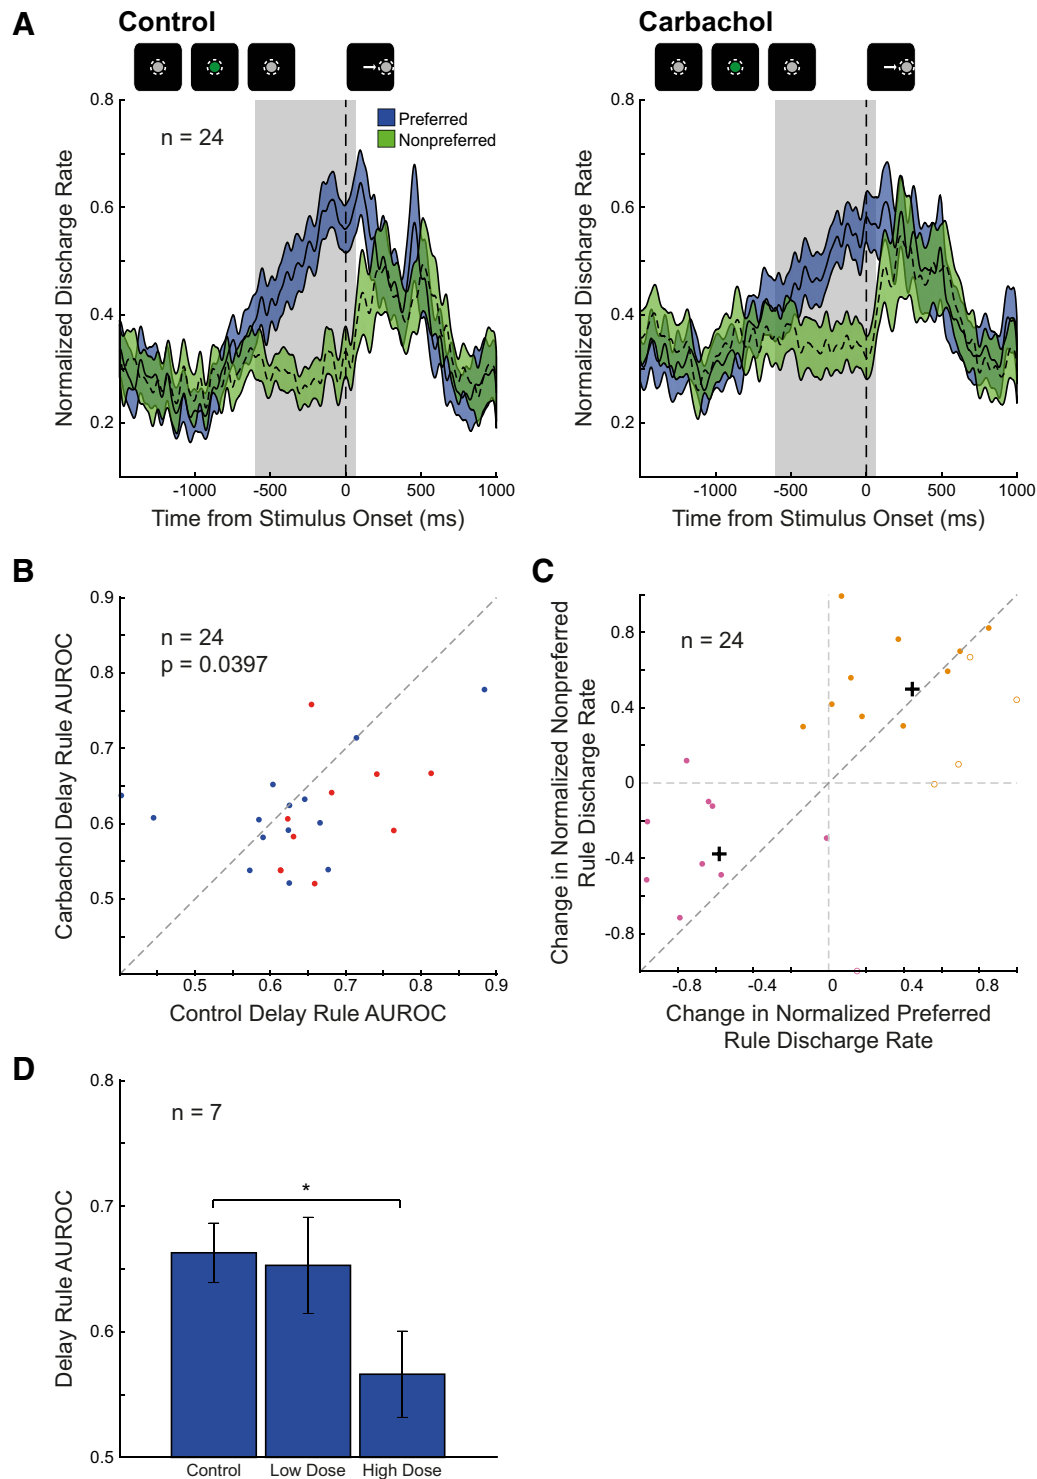 A
Control
Carbachol
0.8
0.6
0.4
0.2
n = 24
Preferred
Nonpreferred
Normalized Discharge Rate
-1000
-500
0
500
1000
Time from Stimulus Onset (ms)
0.8
0.6
0.4
0.2
Normalized Discharge Rate
-1000
-500
0
500
1000
Time from Stimulus Onset (ms)
B
0.9
0.8
0.7
0.6
0.5
n = 24
p = 0.0397
Carbachol Delay Rule AUROC
0.5
0.6
0.7
0.8
0.9
Control Delay Rule AUROC
C
n = 24
0.8
0.4
0
-0.4
-0.8
Change in Normalized Nonpreferred
Rule Discharge Rate
-0.8
-0.4
0
0.4
0.8
Change in Normalized Preferred
Rule Discharge Rate
D
0.8
0.7
0.6
0.5
n = 7
*
Delay Rule AUROC
Control
Low Dose
High Dose